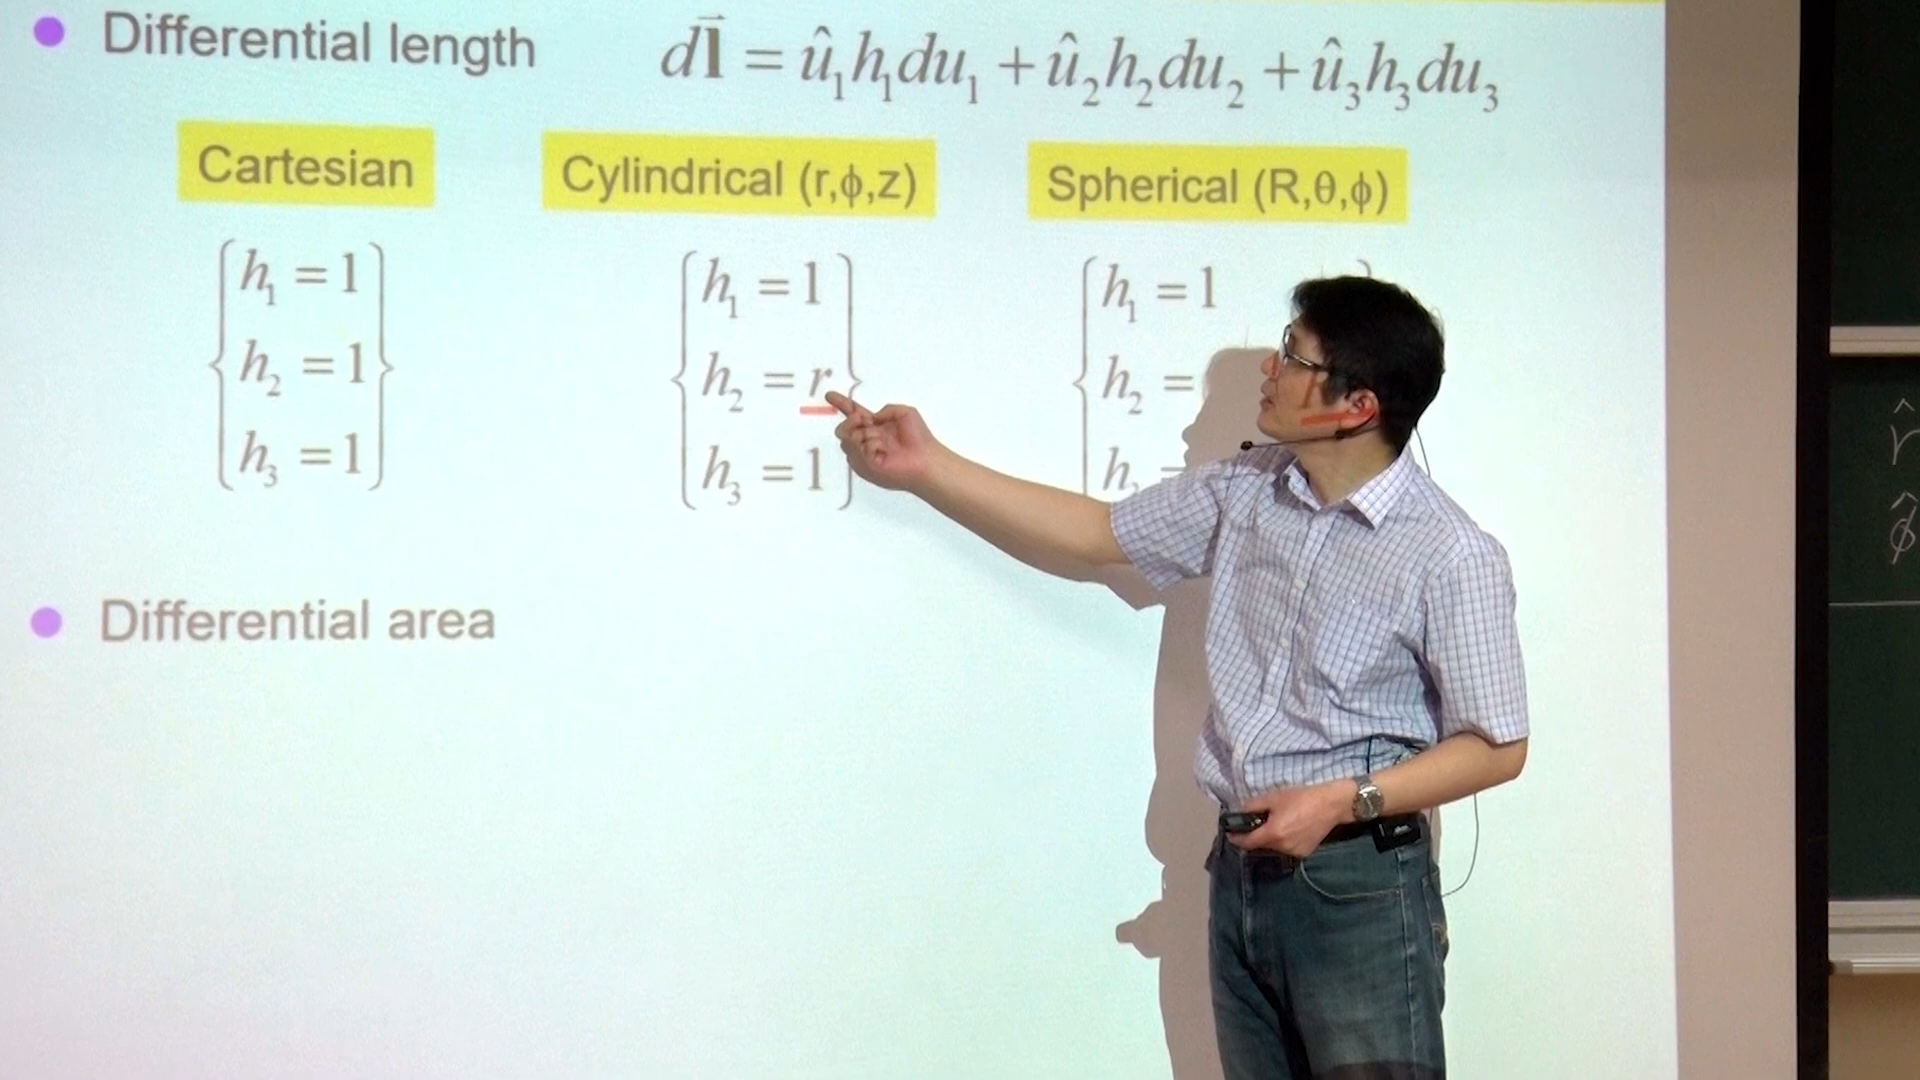 Differential length
d\vec{l} = û₁h₁du₁ + û₂h₂du₂ + û₃h₃du₃
Cartesian
Cylindrical (r,ϕ,z)
Spherical (R,θ,ϕ)
h₁ = 1
h₂ = 1
h₃ = 1
h₁ = 1
h₂ = r
h₃ = 1
h₁ = 1
h₂ =
Differential area
r̂
ϕ̂